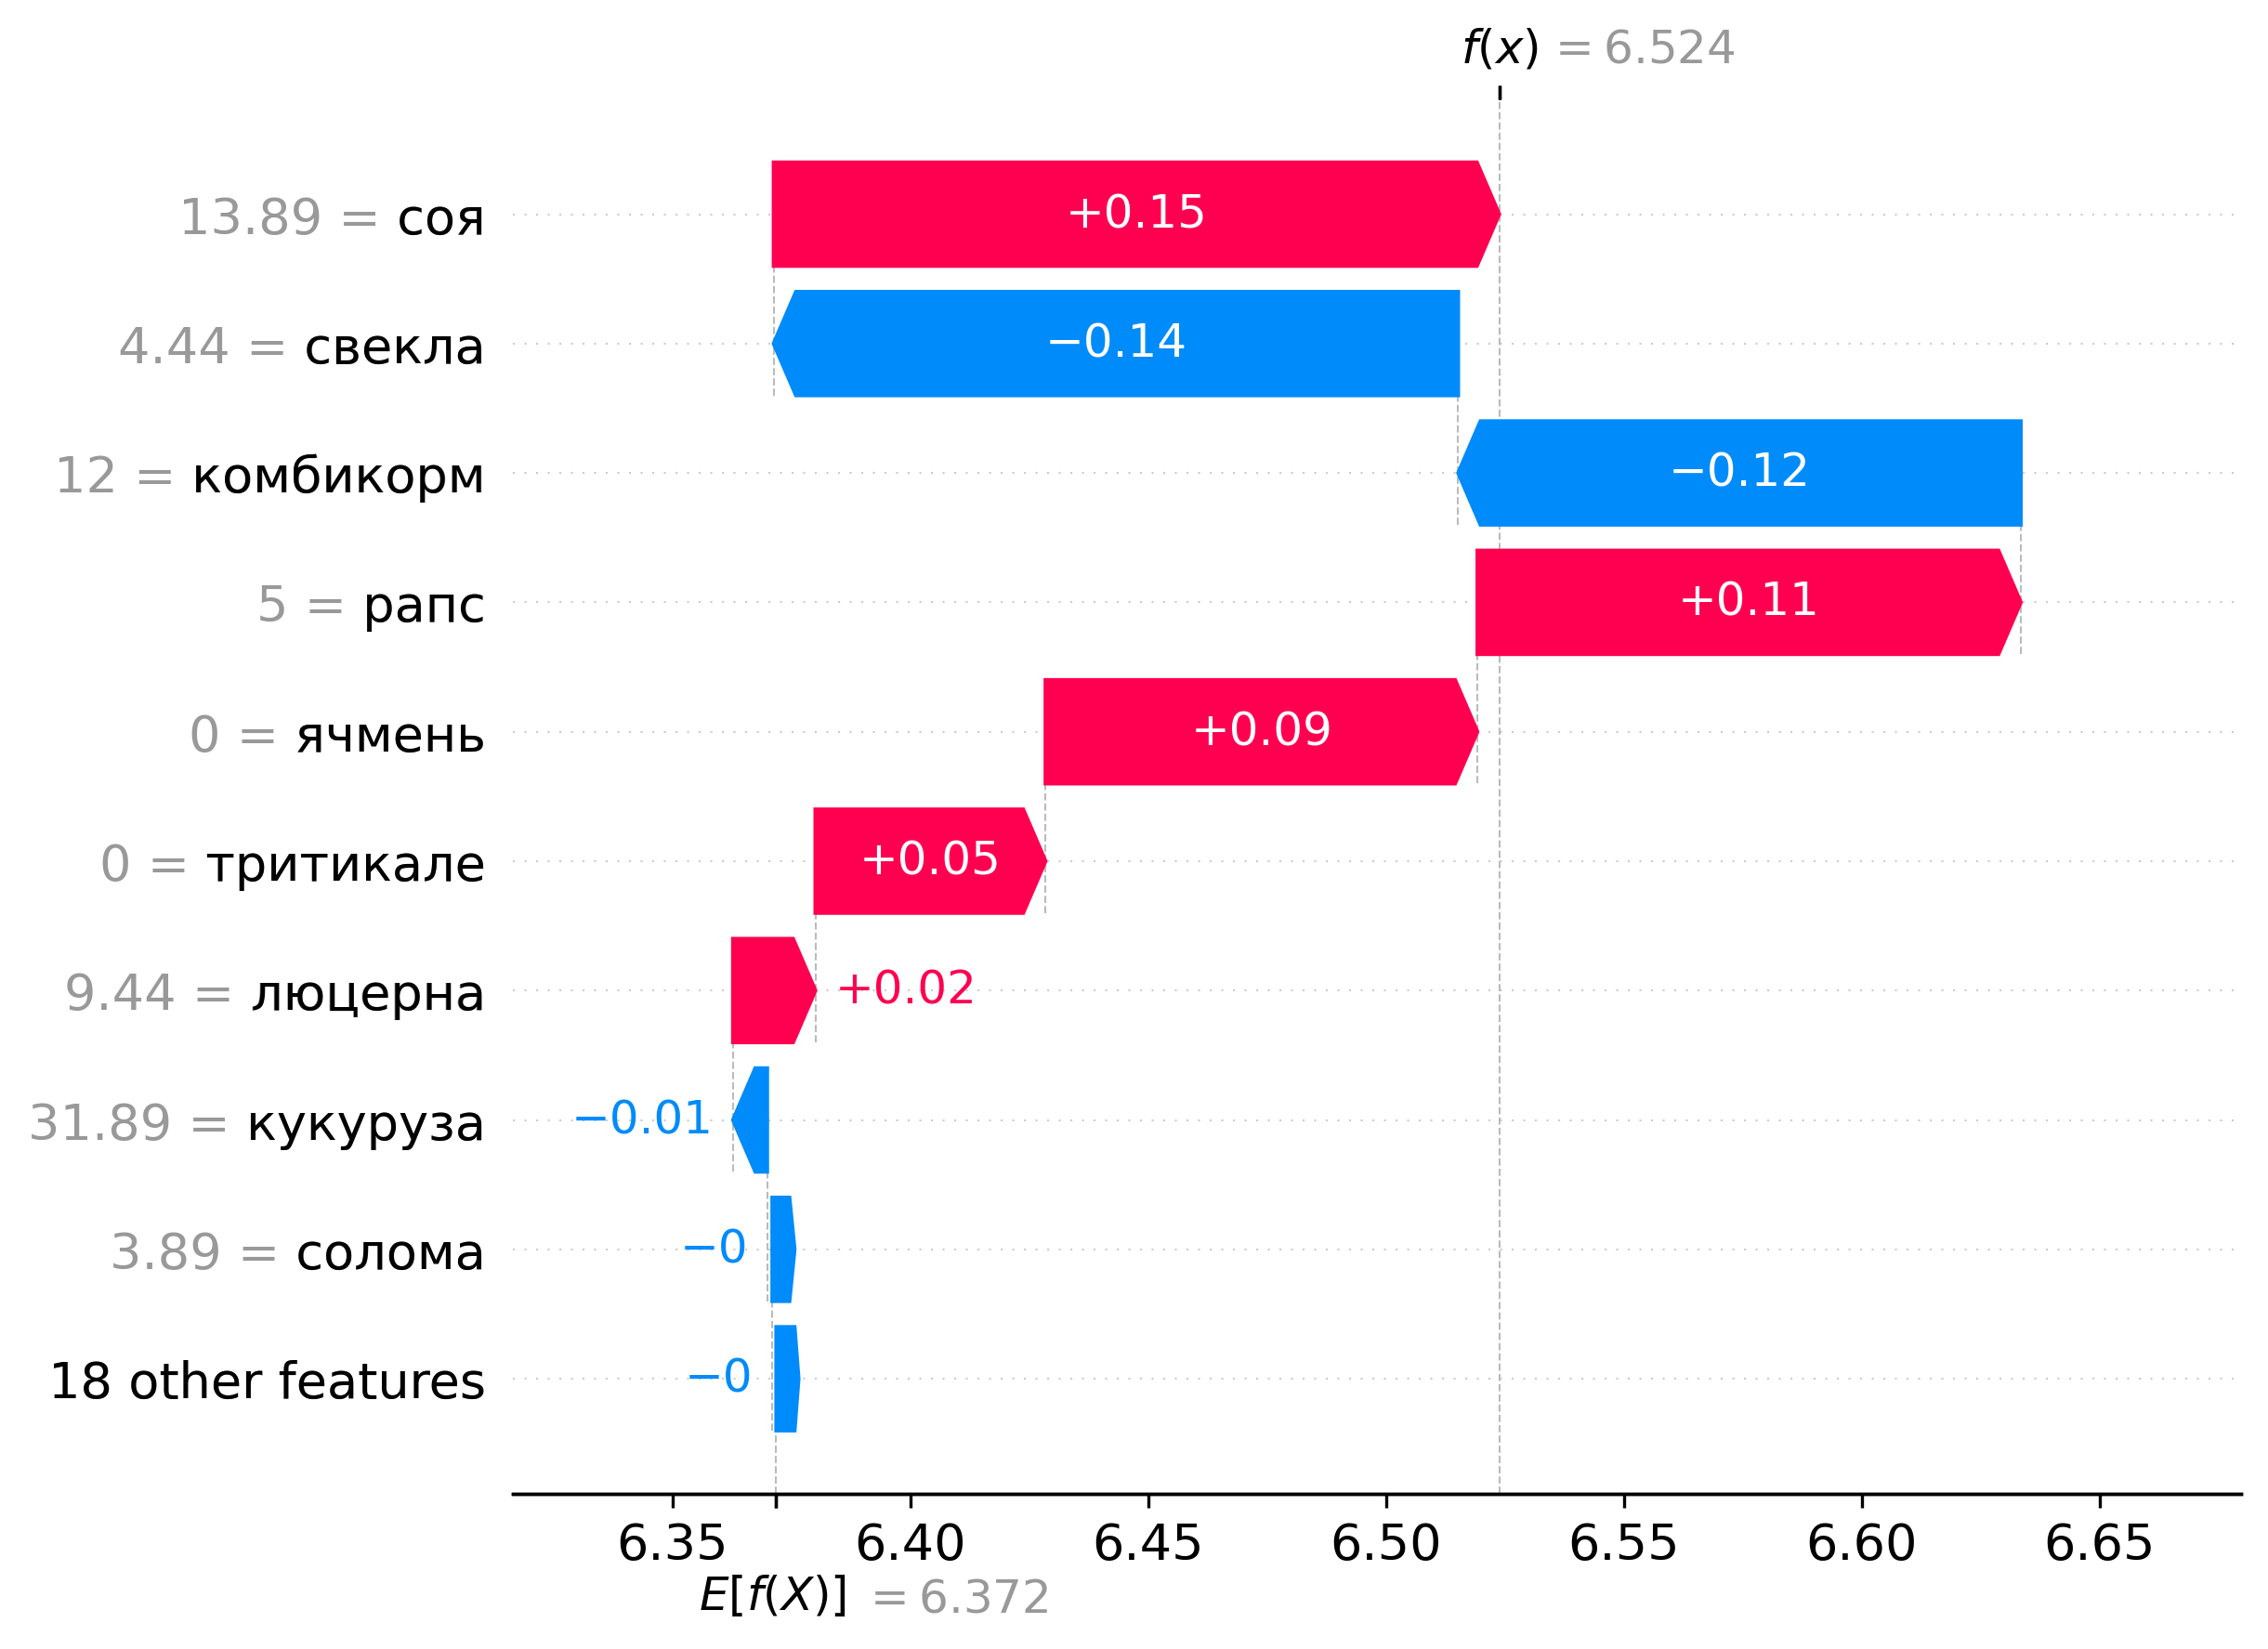 f(x) = 6.524
13.89 = соя +0.15
4.44 = свекла −0.14
12 = комбикорм −0.12
5 = рапс +0.11
0 = ячмень +0.09
0 = тритикале +0.05
9.44 = люцерна +0.02
31.89 = кукуруза −0.01
3.89 = солома −0
18 other features −0
6.35 6.40 6.45 6.50 6.55 6.60 6.65
E[f(X)] = 6.372